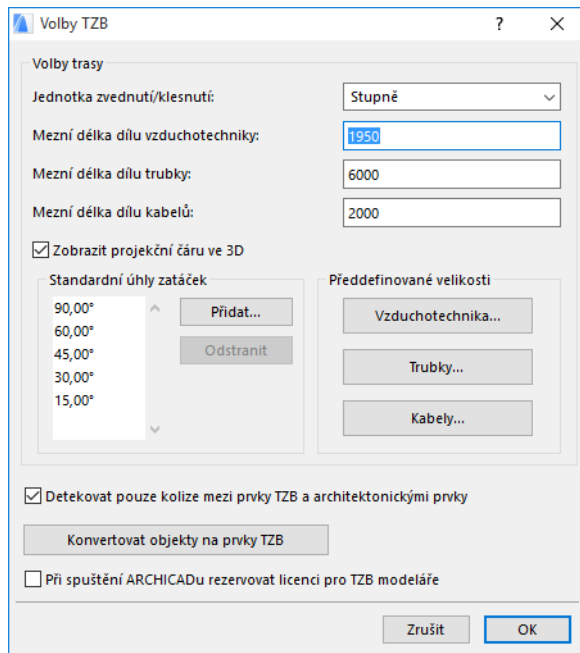 Volby TZB
?
Volby trasy
Jednotka zvednutí/klesnutí:
Stupně
Mezní délka dílu vzduchotechniky:
1950
Mezní délka dílu trubky:
6000
Mezní délka dílu kabelů:
2000
Zobrazit projekční čáru ve 3D
Standardní úhly zatáček
90,00°
60,00°
45,00°
30,00°
15,00°
Přidat...
Odstranit
Předdefinované velikosti
Vzduchotechnika...
Trubky...
Kabely...
Detekovat pouze kolize mezi prvky TZB a architektonickými prvky
Konvertovat objekty na prvky TZB
Při spuštění ARCHICADu rezervovat licenci pro TZB modeláře
Zrušit
OK